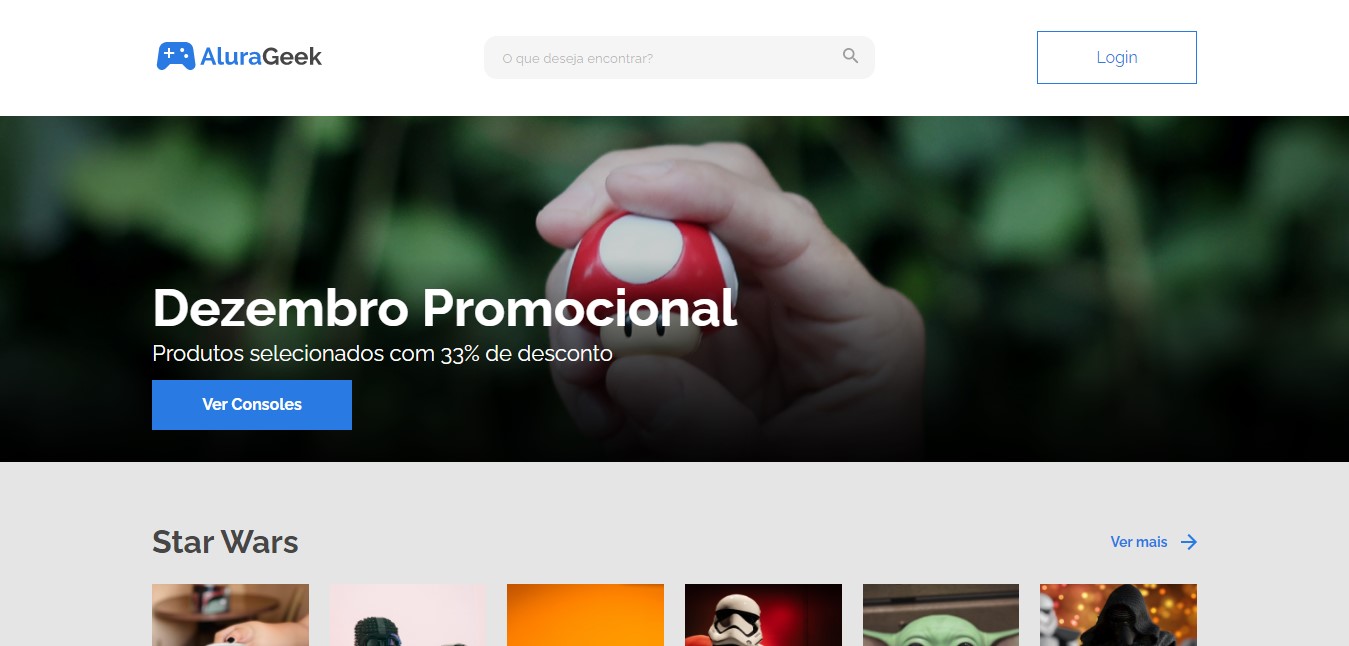 AluraGeek
O que deseja encontrar?
Login
Dezembro Promocional
Produtos selecionados com 33% de desconto
Ver Consoles
Star Wars
Ver mais